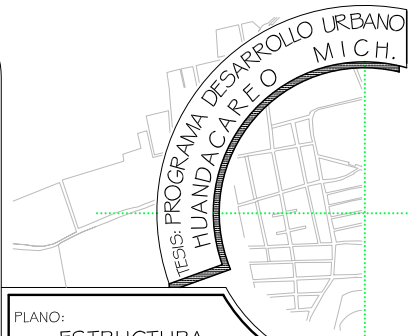 TESIS: PROGRAMA DESARROLLO URBANO
HUANDACAREO MICH.
PLANO:
ESTRUCTURA